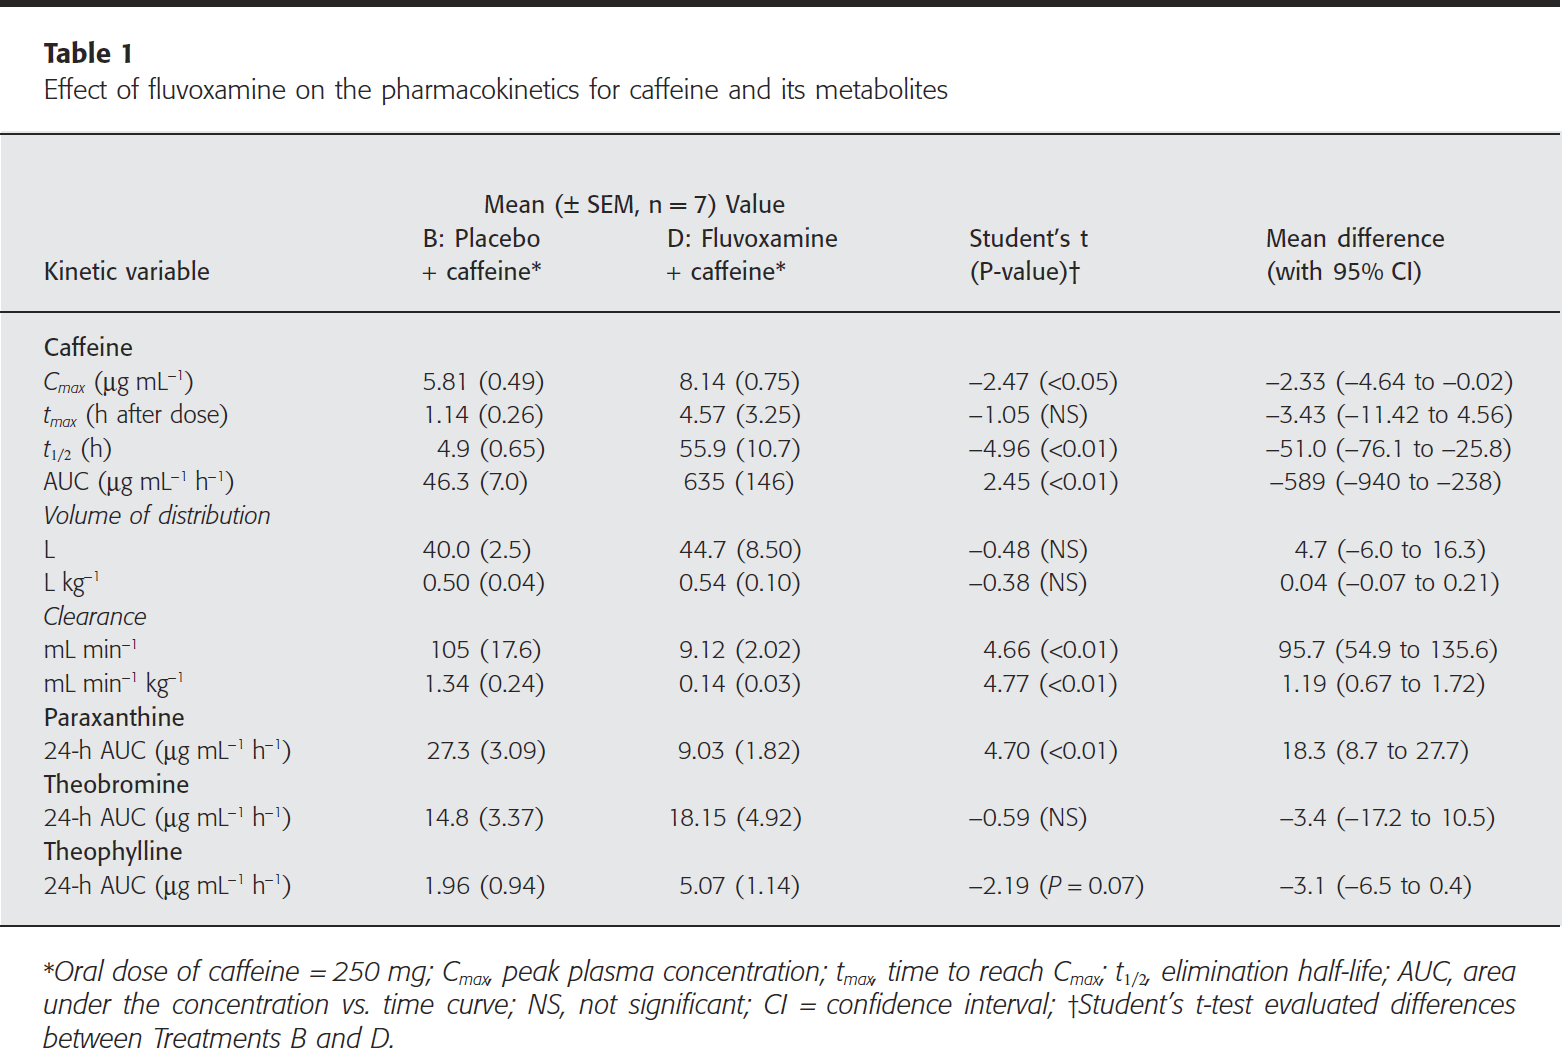 Table 1
Effect of fluvoxamine on the pharmacokinetics for caffeine and its metabolites
Mean (± SEM, n = 7) Value
B: Placebo D: Fluvoxamine Student's t Mean difference
Kinetic variable + caffeine* + caffeine* (P-value)† (with 95% CI)
Caffeine
Cmax (μg mL–1) 5.81 (0.49) 8.14 (0.75) –2.47 (<0.05) –2.33 (–4.64 to –0.02)
tmax (h after dose) 1.14 (0.26) 4.57 (3.25) –1.05 (NS) –3.43 (–11.42 to 4.56)
t1/2 (h) 4.9 (0.65) 55.9 (10.7) –4.96 (<0.01) –51.0 (–76.1 to –25.8)
AUC (μg mL–1 h–1) 46.3 (7.0) 635 (146) 2.45 (<0.01) –589 (–940 to –238)
Volume of distribution
L 40.0 (2.5) 44.7 (8.50) –0.48 (NS) 4.7 (–6.0 to 16.3)
L kg–1 0.50 (0.04) 0.54 (0.10) –0.38 (NS) 0.04 (–0.07 to 0.21)
Clearance
mL min–1 105 (17.6) 9.12 (2.02) 4.66 (<0.01) 95.7 (54.9 to 135.6)
mL min–1 kg–1 1.34 (0.24) 0.14 (0.03) 4.77 (<0.01) 1.19 (0.67 to 1.72)
Paraxanthine
24-h AUC (μg mL–1 h–1) 27.3 (3.09) 9.03 (1.82) 4.70 (<0.01) 18.3 (8.7 to 27.7)
Theobromine
24-h AUC (μg mL–1 h–1) 14.8 (3.37) 18.15 (4.92) –0.59 (NS) –3.4 (–17.2 to 10.5)
Theophylline
24-h AUC (μg mL–1 h–1) 1.96 (0.94) 5.07 (1.14) –2.19 (P = 0.07) –3.1 (–6.5 to 0.4)
*Oral dose of caffeine = 250 mg; Cmax, peak plasma concentration; tmax, time to reach Cmax; t1/2, elimination half-life; AUC, area
under the concentration vs. time curve; NS, not significant; CI = confidence interval; †Student's t-test evaluated differences
between Treatments B and D.